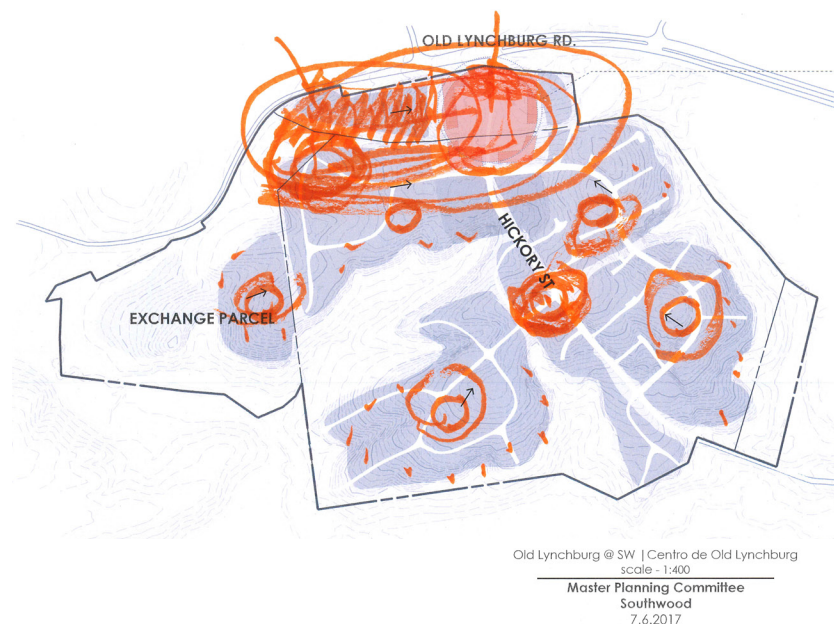 OLD LYNCHBURG RD.
HICKORY ST
EXCHANGE PARCEL
Old Lynchburg @ SW | Centro de Old Lynchburg
scale - 1:400
Master Planning Committee
Southwood
7.6.2017